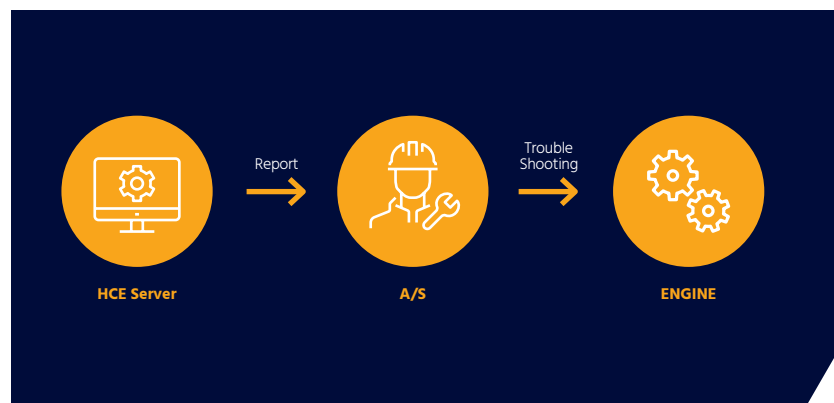 Report
Trouble
Shooting
HCE Server
A/S
ENGINE